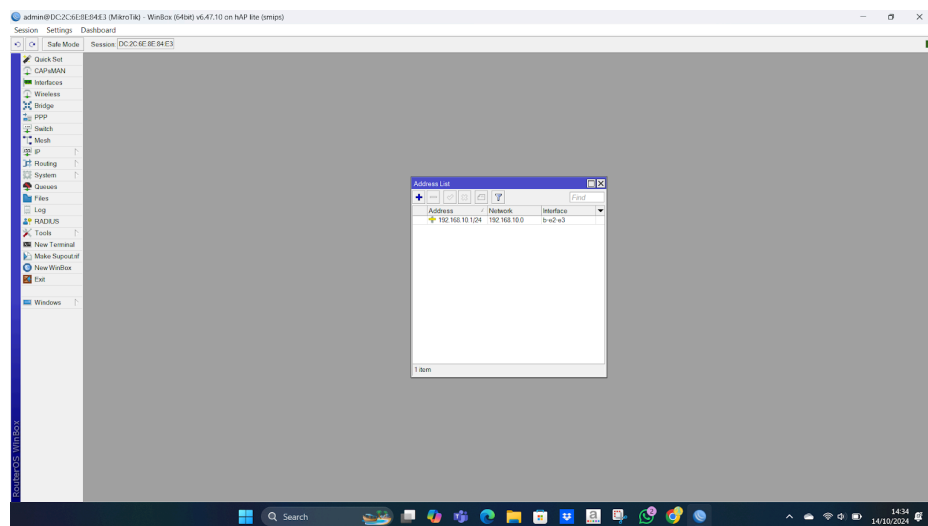 admin@DC:2C:6E:8E:84:E3 (MikroTik) - WinBox (64bit) v6.47.10 on hAP lite (smips)
Session Settings Dashboard
Safe Mode Session: DC:2C:6E:8E:84:E3
Quick Set
CAPsMAN
Interfaces
Wireless
Bridge
PPP
Switch
Mesh
IP
Routing
System
Queues
Files
Log
RADIUS
Tools
New Terminal
Make Supout.rif
New WinBox
Exit
Windows
RouterOS WinBox
Address List
Find
Address Network Interface
192.168.10.1/24 192.168.10.0 b-e2-e3
1 item
Search
14:34
14/10/2024